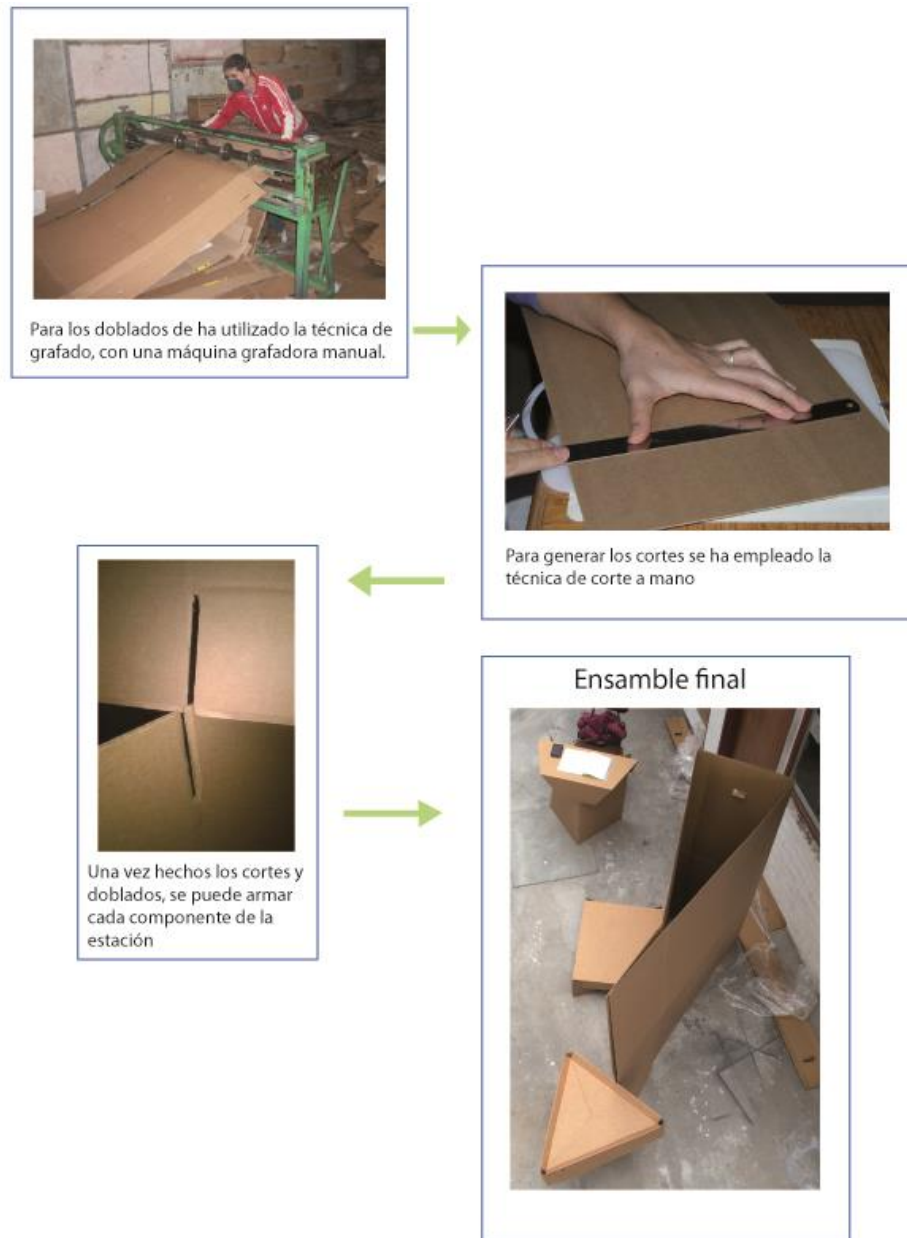 Para los doblados de ha utilizado la técnica de
grafado, con una máquina grafadora manual.
Para generar los cortes se ha empleado la
técnica de corte a mano
Una vez hechos los cortes y
doblados, se puede armar
cada componente de la
estación
Ensamble final